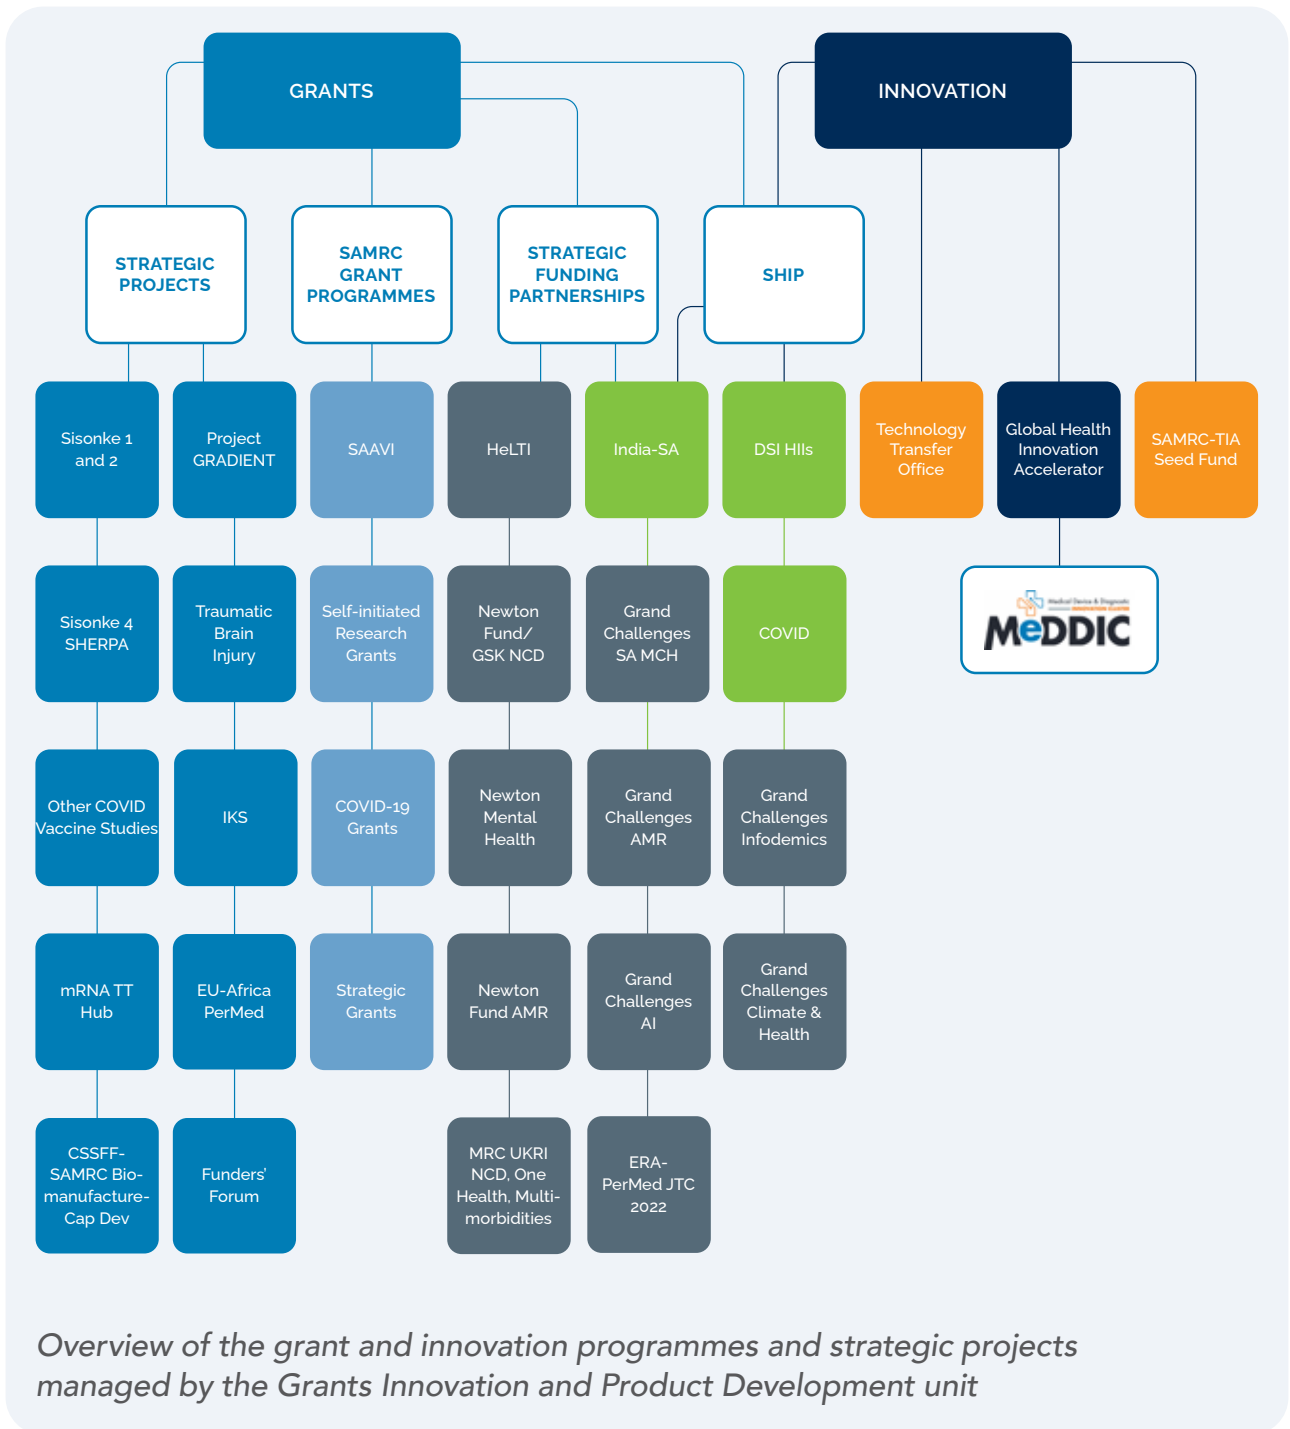 GRANTS
INNOVATION
STRATEGIC
PROJECTS
SAMRC
GRANT
PROGRAMMES
STRATEGIC
FUNDING
PARTNERSHIPS
SHIP
Sisonke 1
and 2
Project
GRADIENT
SAAVI
HeLTI
India-SA
DSI HIIs
Technology
Transfer
Office
Global Health
Innovation
Accelerator
SAMRC-TIA
Seed Fund
Sisonke 4
SHERPA
Traumatic
Brain
Injury
Self-initiated
Research
Grants
Newton
Fund/
GSK NCD
Grand
Challenges
SA MCH
COVID
Medical Device & Diagnostic
INNOVATION CLUSTER
MeDDIC
Other COVID
Vaccine Studies
IKS
COVID-19
Grants
Newton
Mental
Health
Grand
Challenges
AMR
Grand
Challenges
Infodemics
mRNA TT
Hub
EU-Africa
PerMed
Strategic
Grants
Newton
Fund AMR
Grand
Challenges
AI
Grand
Challenges
Climate &
Health
CSSFF-
SAMRC Bio-
manufacture-
Cap Dev
Funders'
Forum
MRC UKRI
NCD, One
Health, Multi-
morbidities
ERA-
PerMed JTC
2022
Overview of the grant and innovation programmes and strategic projects
managed by the Grants Innovation and Product Development unit